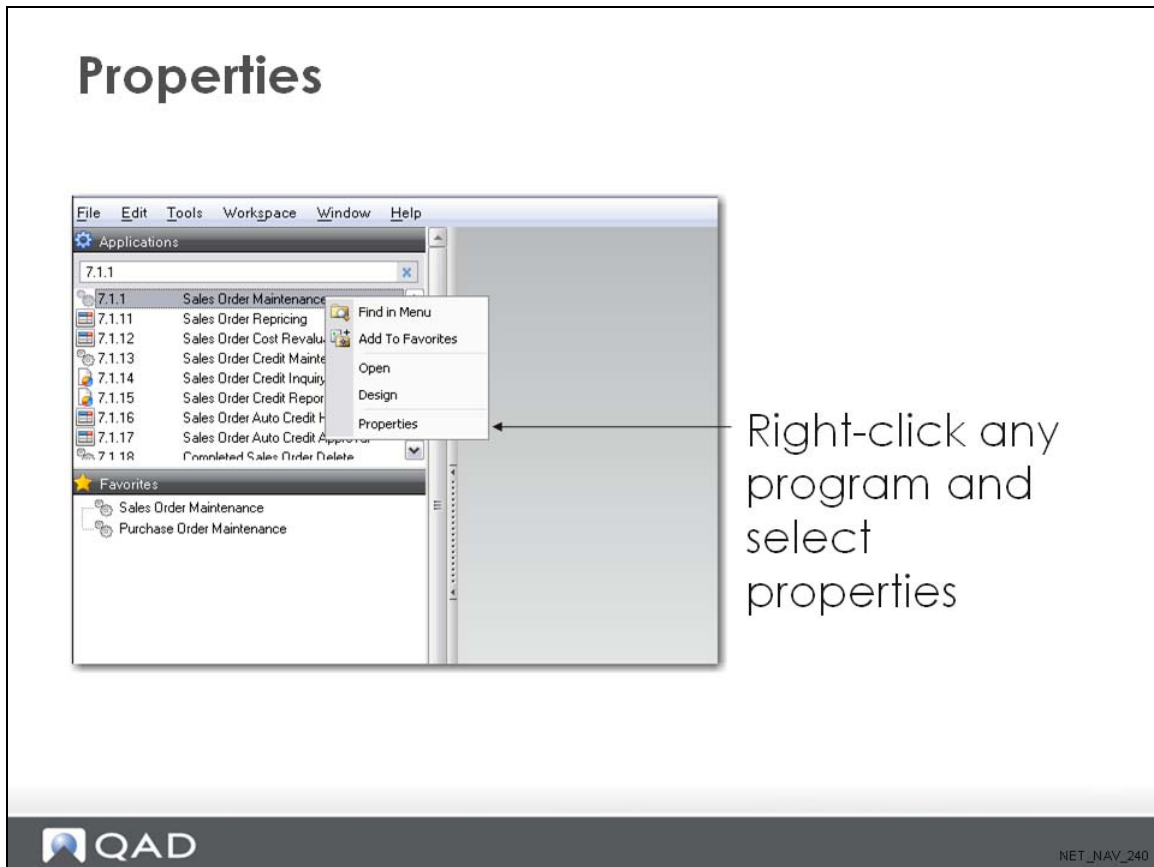 Properties
File Edit Tools Workspace Window Help
Applications
7.1.1
7.1.1 Sales Order Maintenance
7.1.11 Sales Order Repricing
7.1.12 Sales Order Cost Revalu
7.1.13 Sales Order Credit Mainte
7.1.14 Sales Order Credit Inquiry
7.1.15 Sales Order Credit Repor
7.1.16 Sales Order Auto Credit H
7.1.17 Sales Order Auto Credit Approval
7.1.18 Completed Sales Order Delete
Find in Menu
Add To Favorites
Open
Design
Properties
Favorites
Sales Order Maintenance
Purchase Order Maintenance
Right-click any
program and
select
properties
QAD
NET_NAV_240